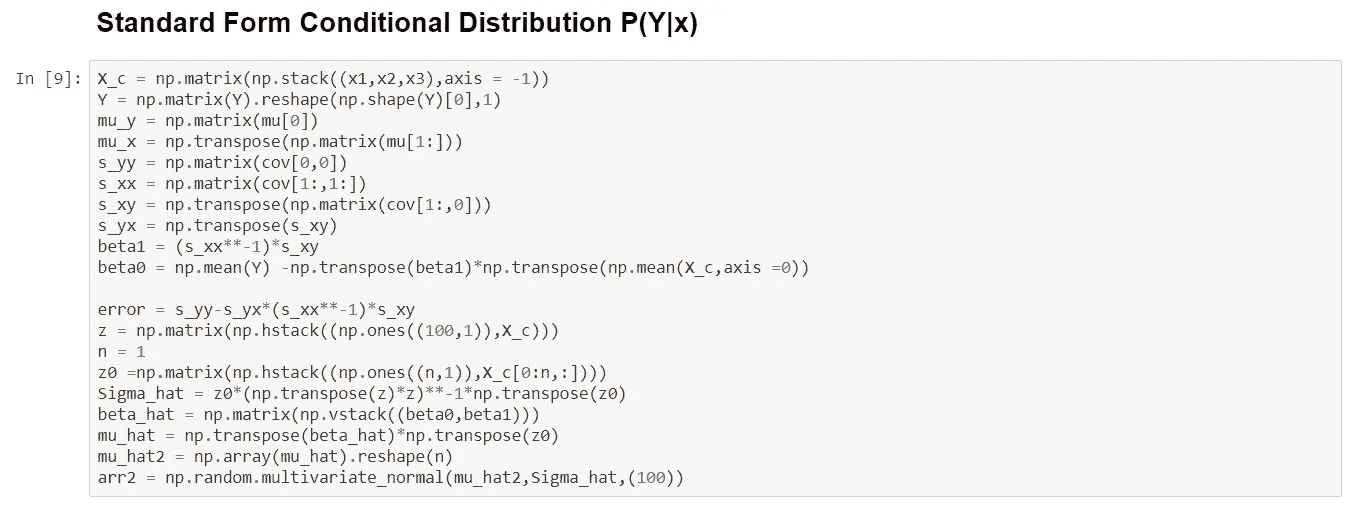 Standard Form Conditional Distribution P(Y|x)
In [9]: X_c = np.matrix(np.stack((x1,x2,x3),axis = -1))
Y = np.matrix(Y).reshape(np.shape(Y)[0],1)
mu_y = np.matrix(mu[0])
mu_x = np.transpose(np.matrix(mu[1:]))
s_yy = np.matrix(cov[0,0])
s_xx = np.matrix(cov[1:,1:])
s_xy = np.transpose(np.matrix(cov[1:,0]))
s_yx = np.transpose(s_xy)
beta1 = (s_xx**-1)*s_xy
beta0 = np.mean(Y) -np.transpose(beta1)*np.transpose(np.mean(X_c,axis =0))
error = s_yy-s_yx*(s_xx**-1)*s_xy
z = np.matrix(np.hstack((np.ones((100,1)),X_c)))
n = 1
z0 =np.matrix(np.hstack((np.ones((n,1)),X_c[0:n,:])))
Sigma_hat = z0*(np.transpose(z)*z)**-1*np.transpose(z0)
beta_hat = np.matrix(np.vstack((beta0,beta1)))
mu_hat = np.transpose(beta_hat)*np.transpose(z0)
mu_hat2 = np.array(mu_hat).reshape(n)
arr2 = np.random.multivariate_normal(mu_hat2,Sigma_hat,(100))